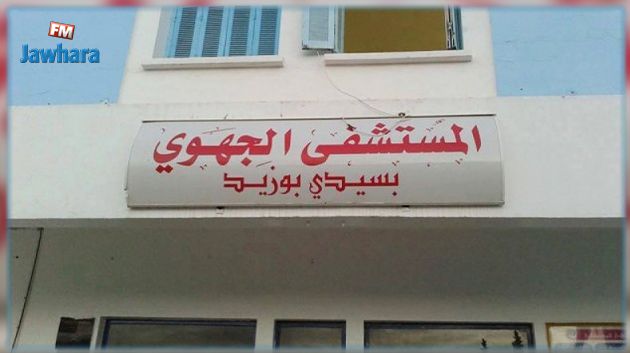 FM
Jawhara
المستشفى الجهوي
بسيدي بوزيد